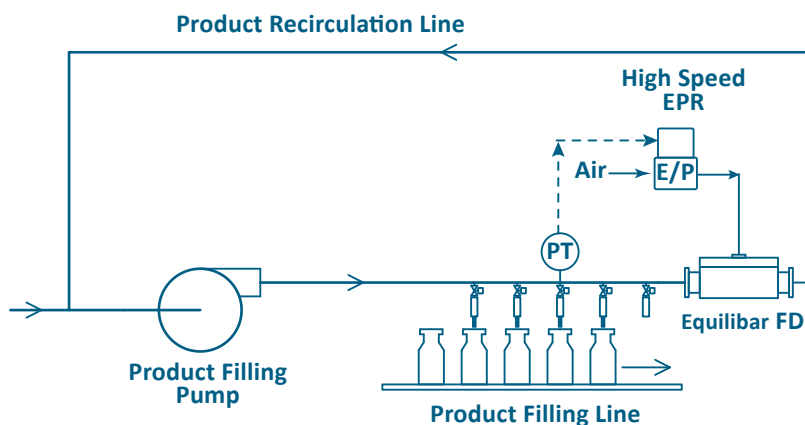 Product Recirculation Line
High Speed
EPR
Air
E/P
PT
Equilibar FD
Product Filling
Pump
Product Filling Line